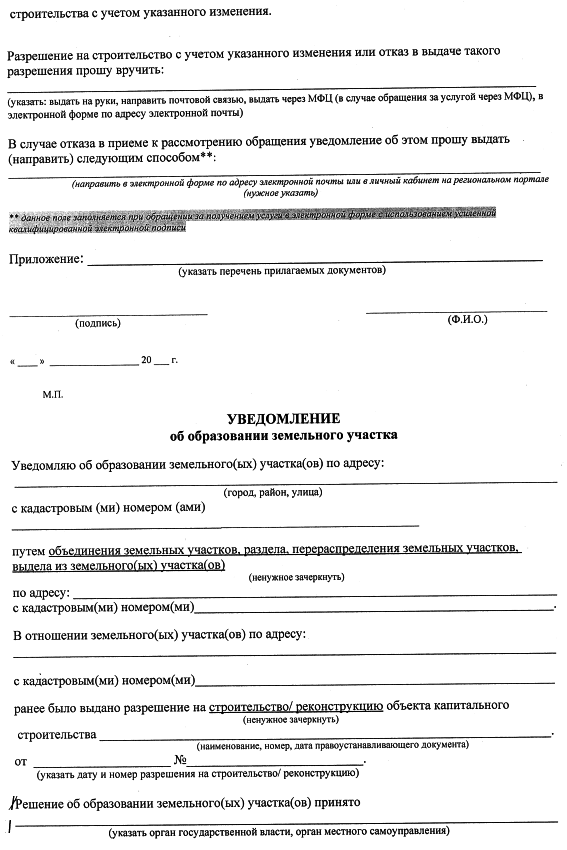 строительства с учетом указанного изменения.
Разрешение на строительство с учетом указанного изменения или отказ в выдаче такого
разрешения прошу вручить:
(указать: выдать на руки, направить почтовой связью, выдать через МФЦ (в случае обращения за услугой через МФЦ), в
электронной форме по адресу электронной почты)
В случае отказа в приеме к рассмотрению обращения уведомление об этом прошу выдать
(направить) следующим способом**:
(направить в электронной форме по адресу электронной почты или в личный кабинет на региональном портале
(нужное указать)
** данное поле заполняется при обращении за получением услуги в электронной форме с использованием усиленной
квалифицированной электронной подписи
Приложение:
(указать перечень прилагаемых документов)
(подпись) (Ф.И.О.)
« ___ » ________________ 20 ___ г.
М.П.
УВЕДОМЛЕНИЕ
об образовании земельного участка
Уведомляю об образовании земельного(ых) участка(ов) по адресу:
(город, район, улица)
с кадастровым (ми) номером (ами)
путем объединения земельных участков, раздела, перераспределения земельных участков,
выдела из земельного(ых) участка(ов)
(ненужное зачеркнуть)
по адресу:
с кадастровым(ми) номером(ми)____.
В отношении земельного(ых) участка(ов) по адресу:
с кадастровым(ми) номером(ми)
ранее было выдано разрешение на строительство/ реконструкцию объекта капитального
(ненужное зачеркнуть)
строительства ____.
(наименование, номер, дата правоустанавливающего документа)
от ____ №____.
(указать дату и номер разрешения на строительство/ реконструкцию)
Решение об образовании земельного(ых) участка(ов) принято
(указать орган государственной власти, орган местного самоуправления)